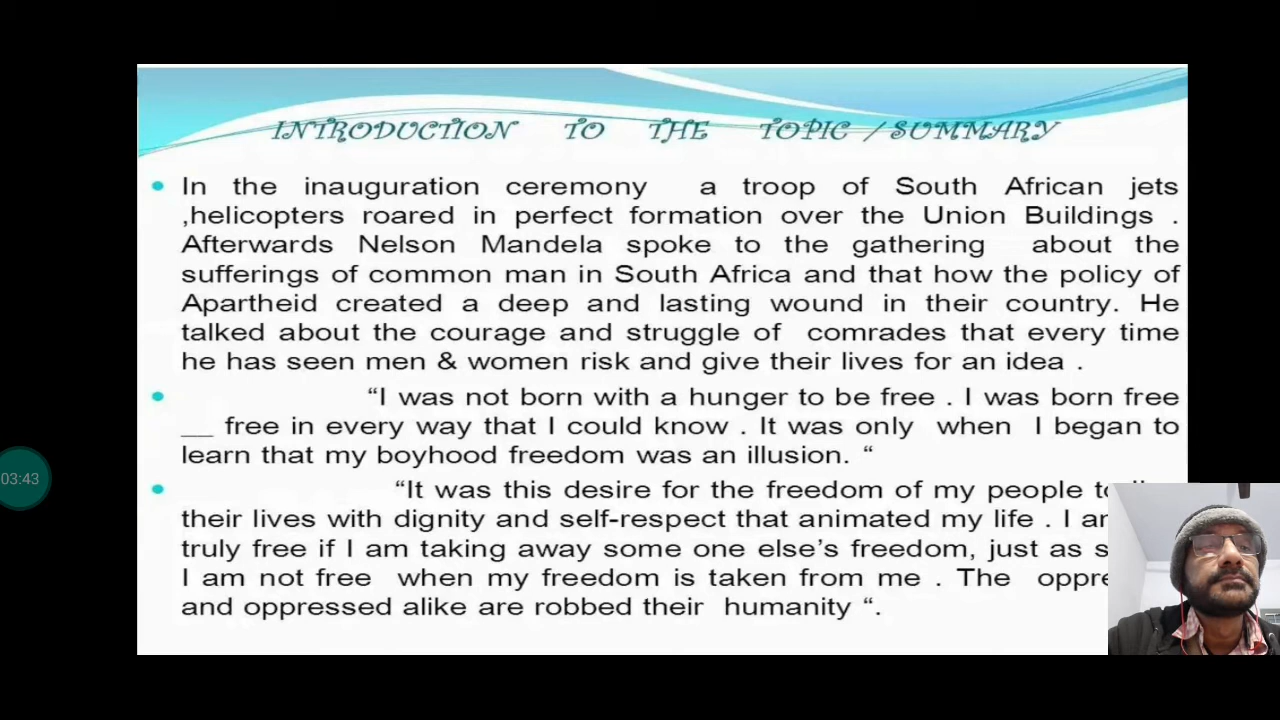 INTRODUCTION TO THE TOPIC / SUMMARY
In the inauguration ceremony a troop of South African jets
,helicopters roared in perfect formation over the Union Buildings .
Afterwards Nelson Mandela spoke to the gathering about the
sufferings of common man in South Africa and that how the policy of
Apartheid created a deep and lasting wound in their country. He
talked about the courage and struggle of comrades that every time
he has seen men & women risk and give their lives for an idea .
“I was not born with a hunger to be free . I was born free
__ free in every way that I could know . It was only when I began to
learn that my boyhood freedom was an illusion. “
“It was this desire for the freedom of my people
their lives with dignity and self-respect that animated my life . I
truly free if I am taking away some one else’s freedom, just as
I am not free when my freedom is taken from me . The
and oppressed alike are robbed their humanity “.
03:43